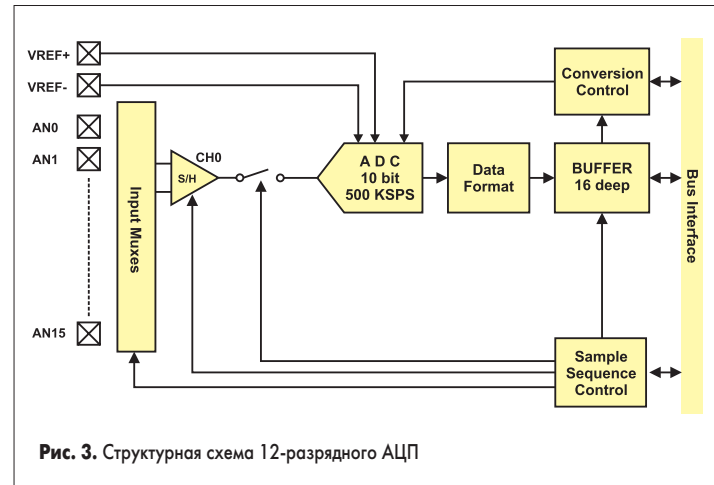 VREF+
VREF-
AN0
AN1
AN15
Input Muxes
CH0
S/H
A D C
10 bit
500 KSPS
Data
Format
Conversion
Control
BUFFER
16 deep
Sample
Sequence
Control
Bus Interface
Рис. 3. Структурная схема 12-разрядного АЦП